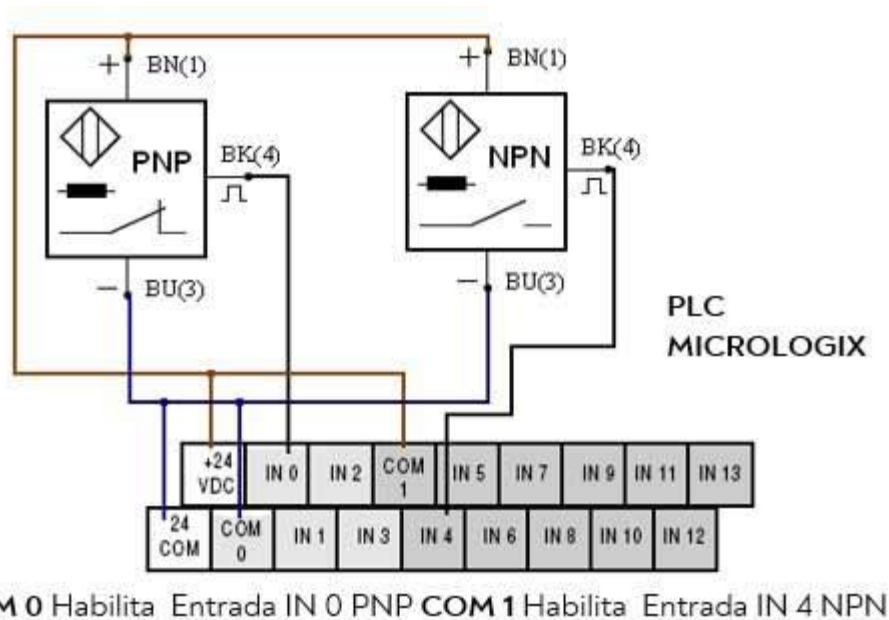 + BN(1)
+ BN(1)
PNP
BK(4)
NPN
BK(4)
− BU(3)
− BU(3)
PLC
MICROLOGIX
+24 VDC
IN 0
IN 2
COM 1
IN 5
IN 7
IN 9
IN 11
IN 13
24 COM
COM 0
IN 1
IN 3
IN 4
IN 6
IN 8
IN 10
IN 12
M 0 Habilita Entrada IN 0 PNP COM 1 Habilita Entrada IN 4 NPN